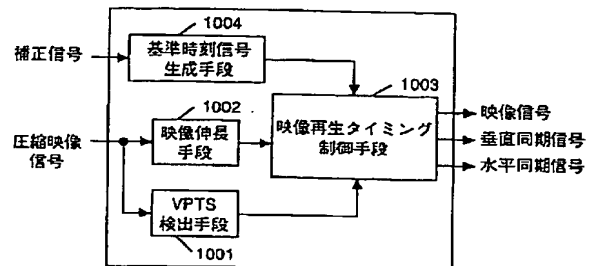 1004
補正信号
基準時刻信号
生成手段
1003
1002
圧縮映像
信号
映像伸長
手段
映像再生タイミング
制御手段
映像信号
垂直同期信号
水平同期信号
VPTS
検出手段
1001